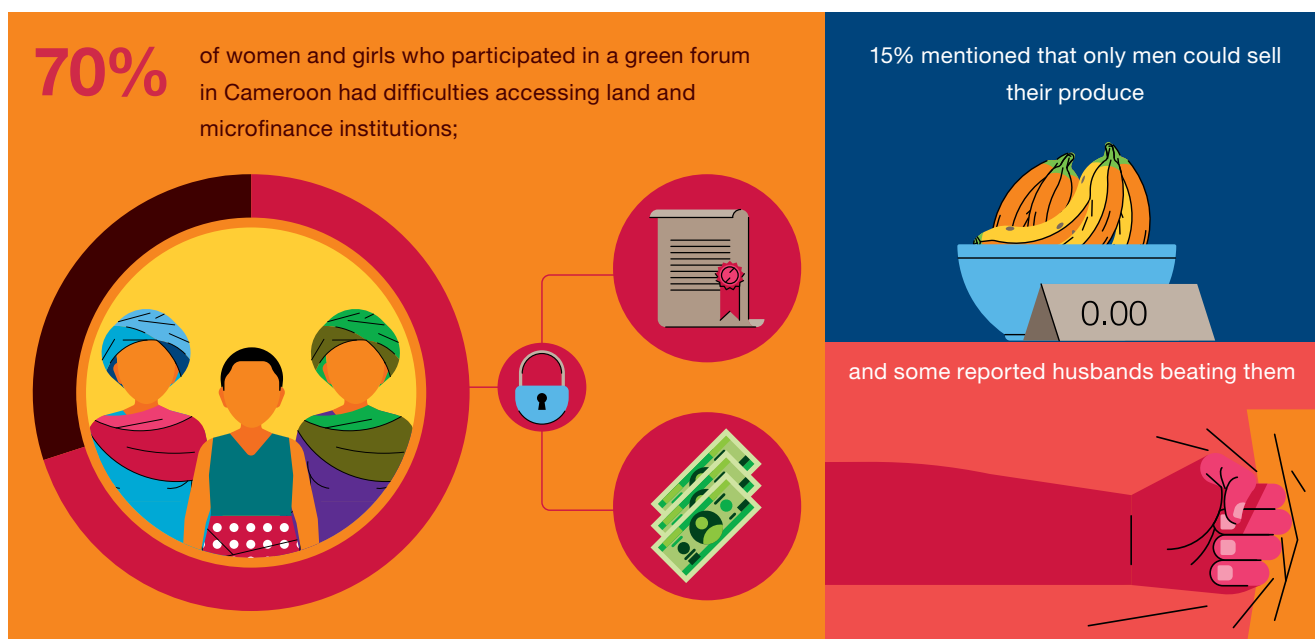 70%
of women and girls who participated in a green forum
in Cameroon had difficulties accessing land and
microfinance institutions;
15% mentioned that only men could sell
their produce
0.00
and some reported husbands beating them